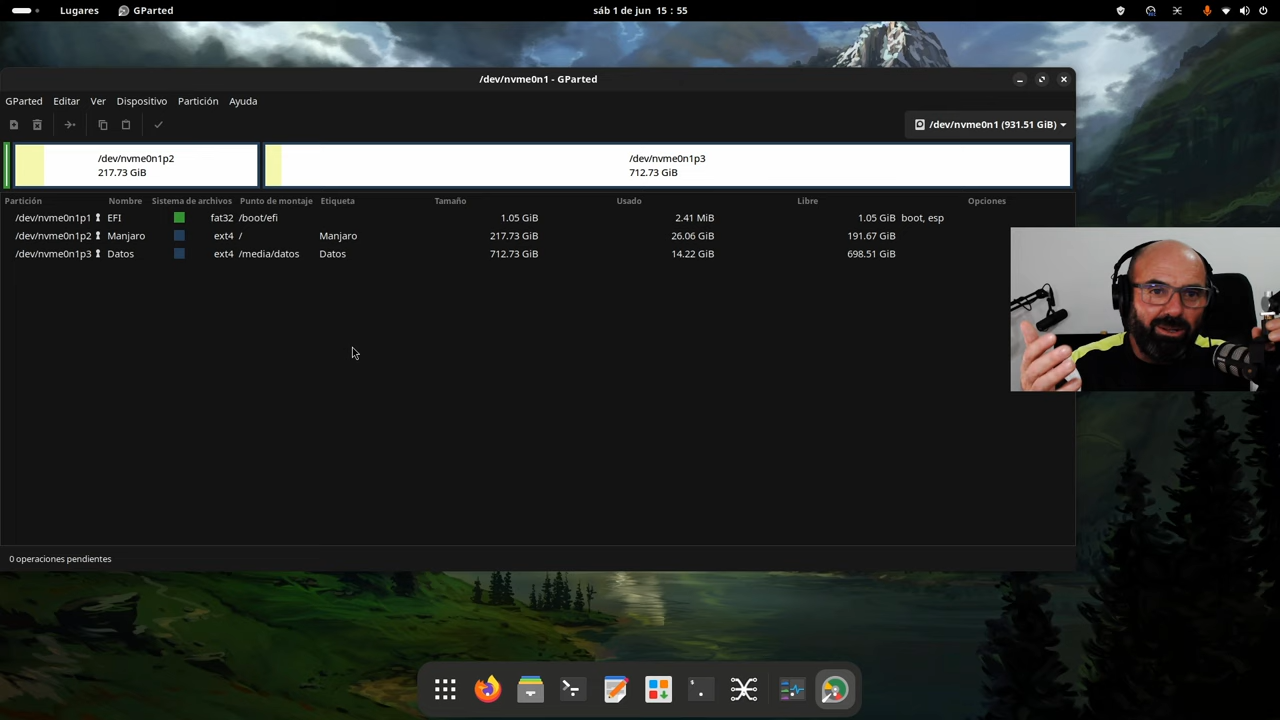 Lugares GParted sáb 1 de jun 15 : 55
/dev/nvme0n1 - GParted
GParted Editar Ver Dispositivo Partición Ayuda
/dev/nvme0n1 (931.51 GiB)
/dev/nvme0n1p2 /dev/nvme0n1p3
217.73 GiB 712.73 GiB
Partición Nombre Sistema de archivos Punto de montaje Etiqueta Tamaño Usado Libre Opciones
/dev/nvme0n1p1 EFI fat32 /boot/efi 1.05 GiB 2.41 MiB 1.05 GiB boot, esp
/dev/nvme0n1p2 Manjaro ext4 / Manjaro 217.73 GiB 26.06 GiB 191.67 GiB
/dev/nvme0n1p3 Datos ext4 /media/datos Datos 712.73 GiB 14.22 GiB 698.51 GiB
0 operaciones pendientes